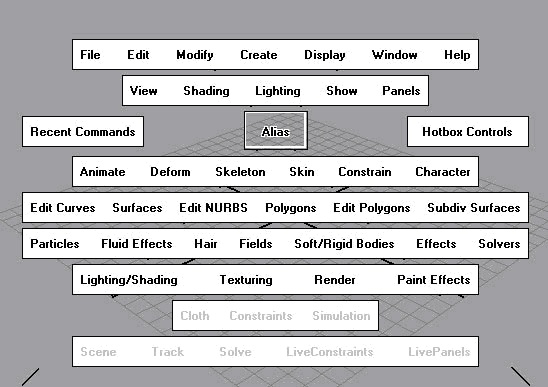 File Edit Modify Create Display Window Help
View Shading Lighting Show Panels
Recent Commands Alias Hotbox Controls
Animate Deform Skeleton Skin Constrain Character
Edit Curves Surfaces Edit NURBS Polygons Edit Polygons Subdiv Surfaces
Particles Fluid Effects Hair Fields Soft/Rigid Bodies Effects Solvers
Lighting/Shading Texturing Render Paint Effects
Cloth Constraints Simulation
Scene Track Solve LiveConstraints LivePanels